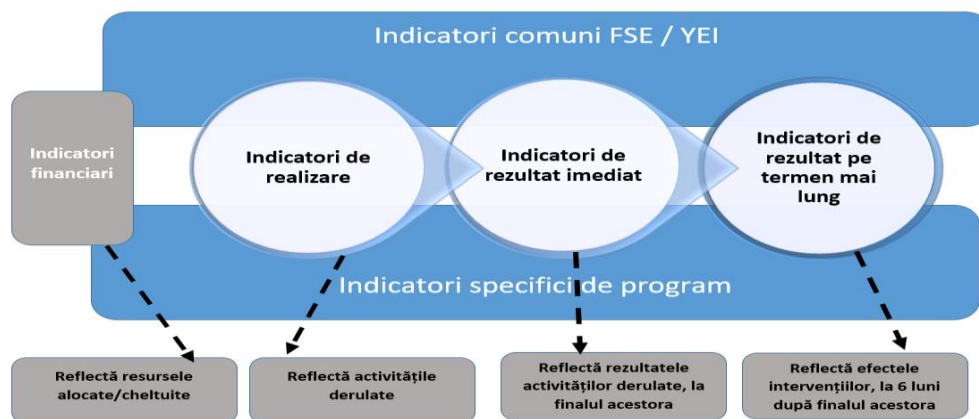 Indicatori comuni FSE / YEI
Indicatori
financiari
Indicatori de
realizare
Indicatori de
rezultat imediat
Indicatori de
rezultat pe
termen mai
lung
Indicatori specifici de program
Reflectă resursele
alocate/cheltuite
Reflectă activitățile
derulate
Reflectă rezultatele
activităților derulate, la
finalul acestora
Reflectă efectele
intervențiilor, la 6 luni
după finalul acestora